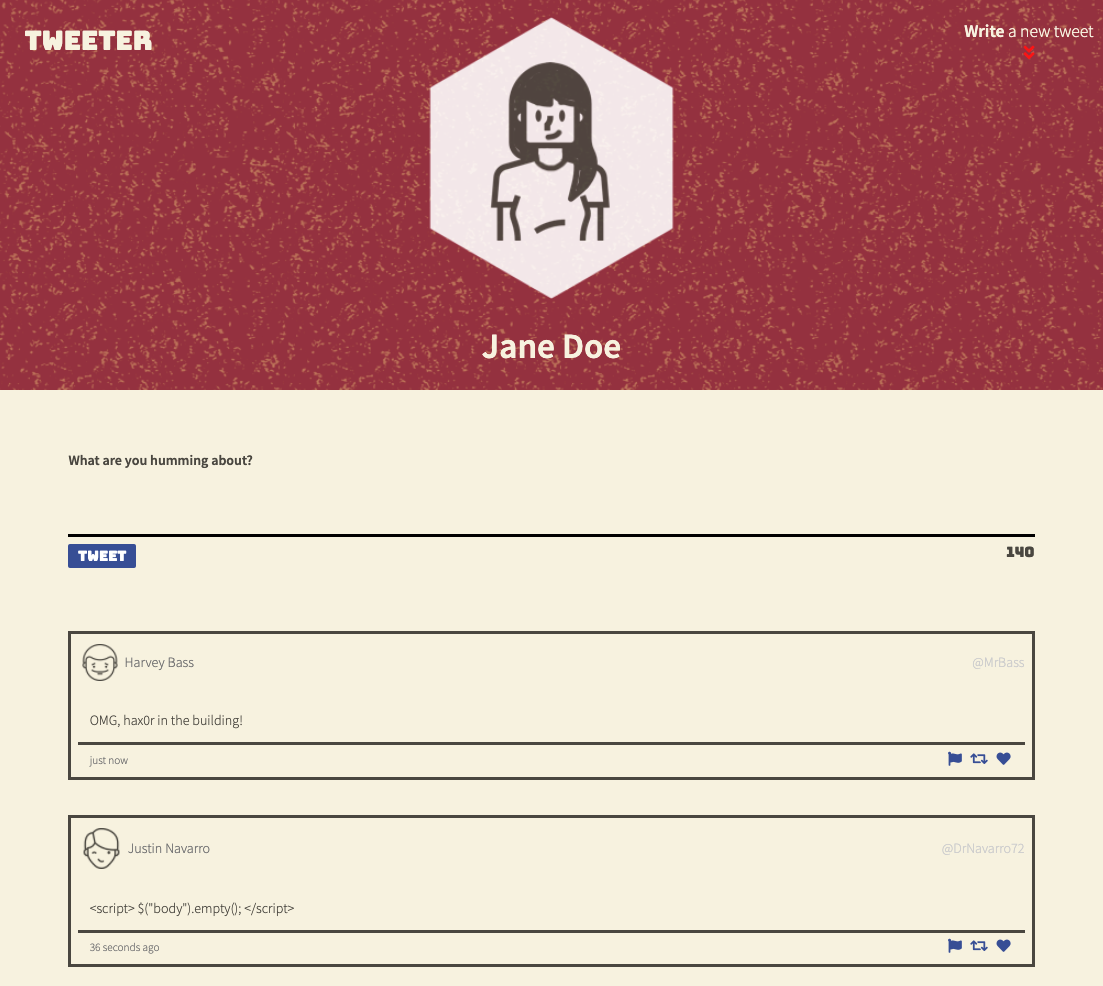 TWEETER
Write a new tweet
Jane Doe
What are you humming about?
TWEET
140
Harvey Bass
@MrBass
OMG, hax0r in the building!
just now
Justin Navarro
@DrNavarro72
<script> $("body").empty(); </script>
36 seconds ago